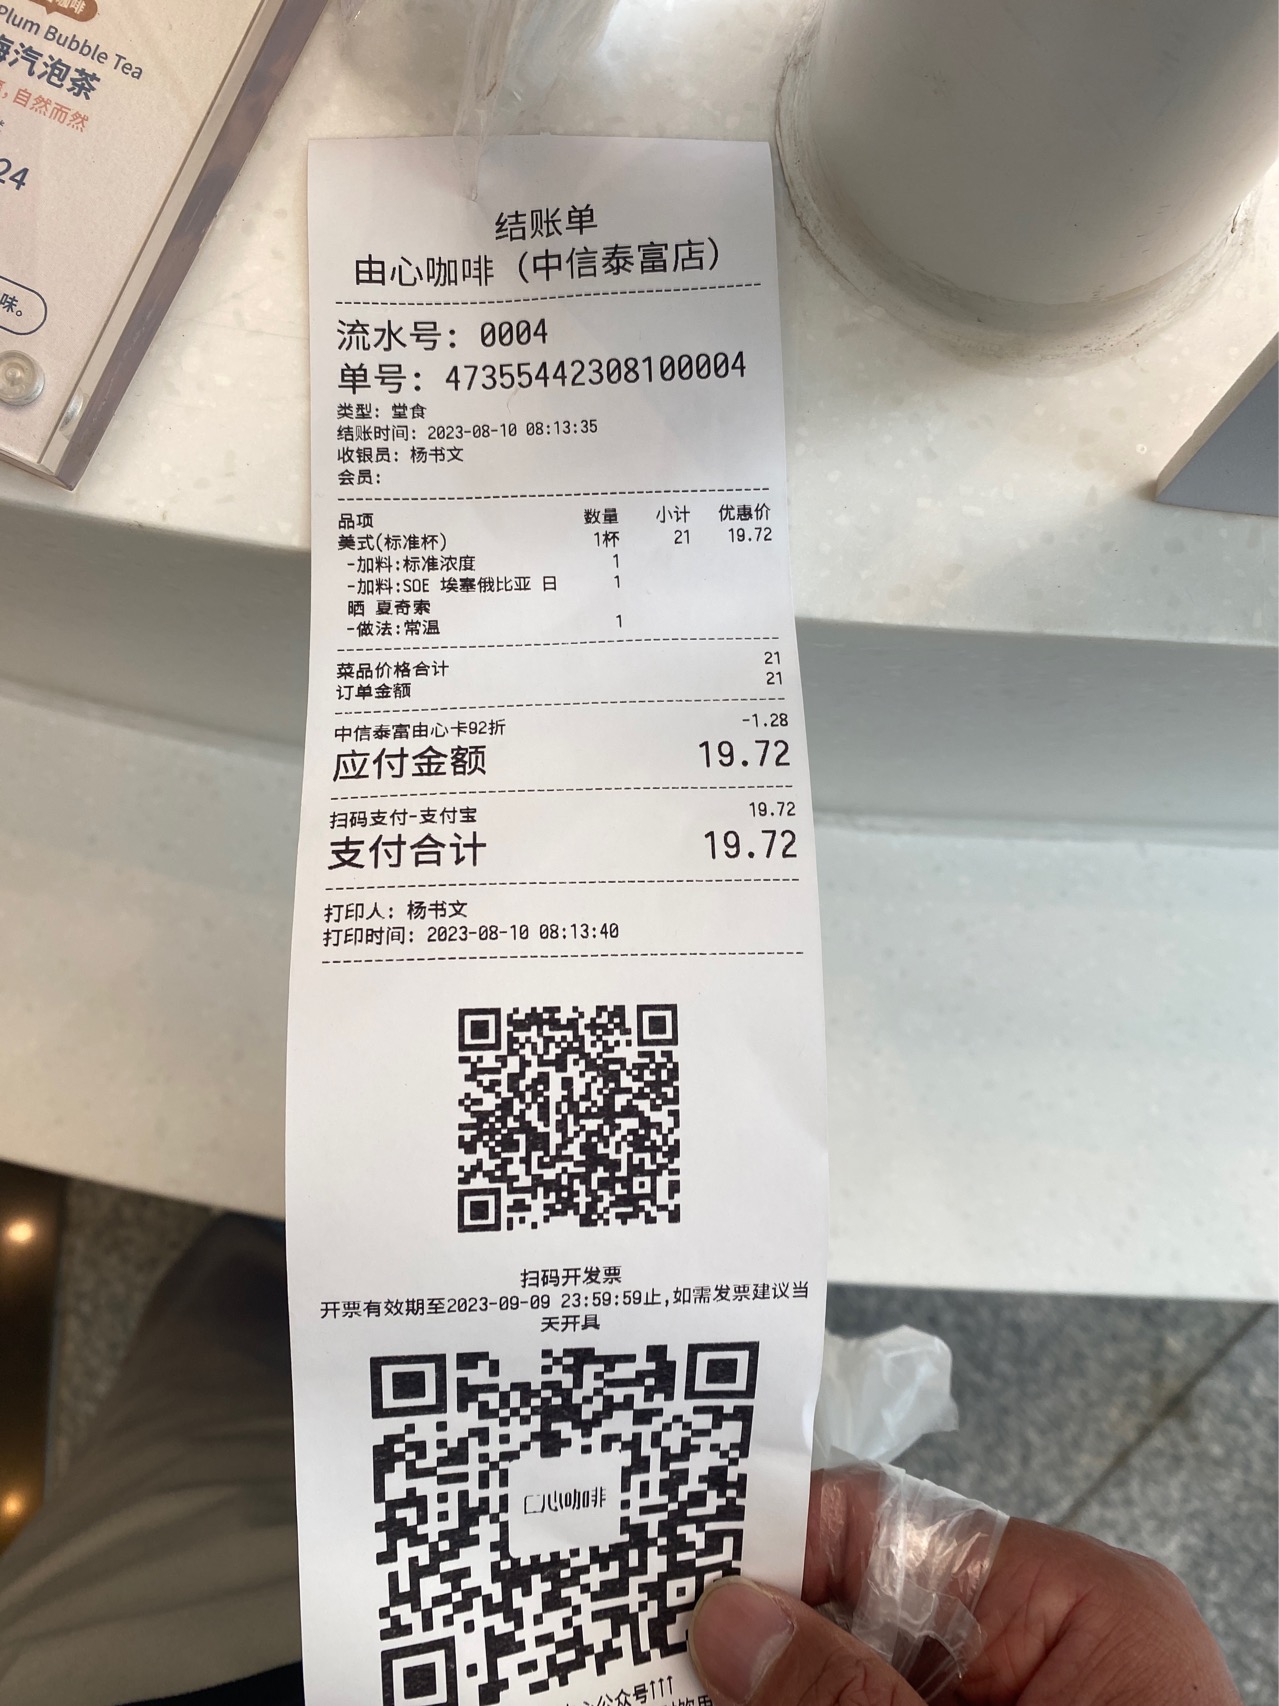 Plum Bubble Tea
汽泡茶
自然而然
24
味。
结账单
由心咖啡（中信泰富店）
流水号：0004
单号：47355442308100004
类型：堂食
结账时间：2023-08-10 08:13:35
收银员：杨书文
会员：
品项 数量 小计 优惠价
美式(标准杯) 1杯 21 19.72
-加料:标准浓度 1
-加料:SOE 埃塞俄比亚 日 1
晒 夏奇索
-做法:常温 1
菜品价格合计 21
订单金额 21
中信泰富由心卡92折 -1.28
应付金额 19.72
扫码支付-支付宝 19.72
支付合计 19.72
打印人：杨书文
打印时间：2023-08-10 08:13:40
扫码开发票
开票有效期至2023-09-09 23:59:59止,如需发票建议当
天开具
心咖啡
公众号↑↑↑